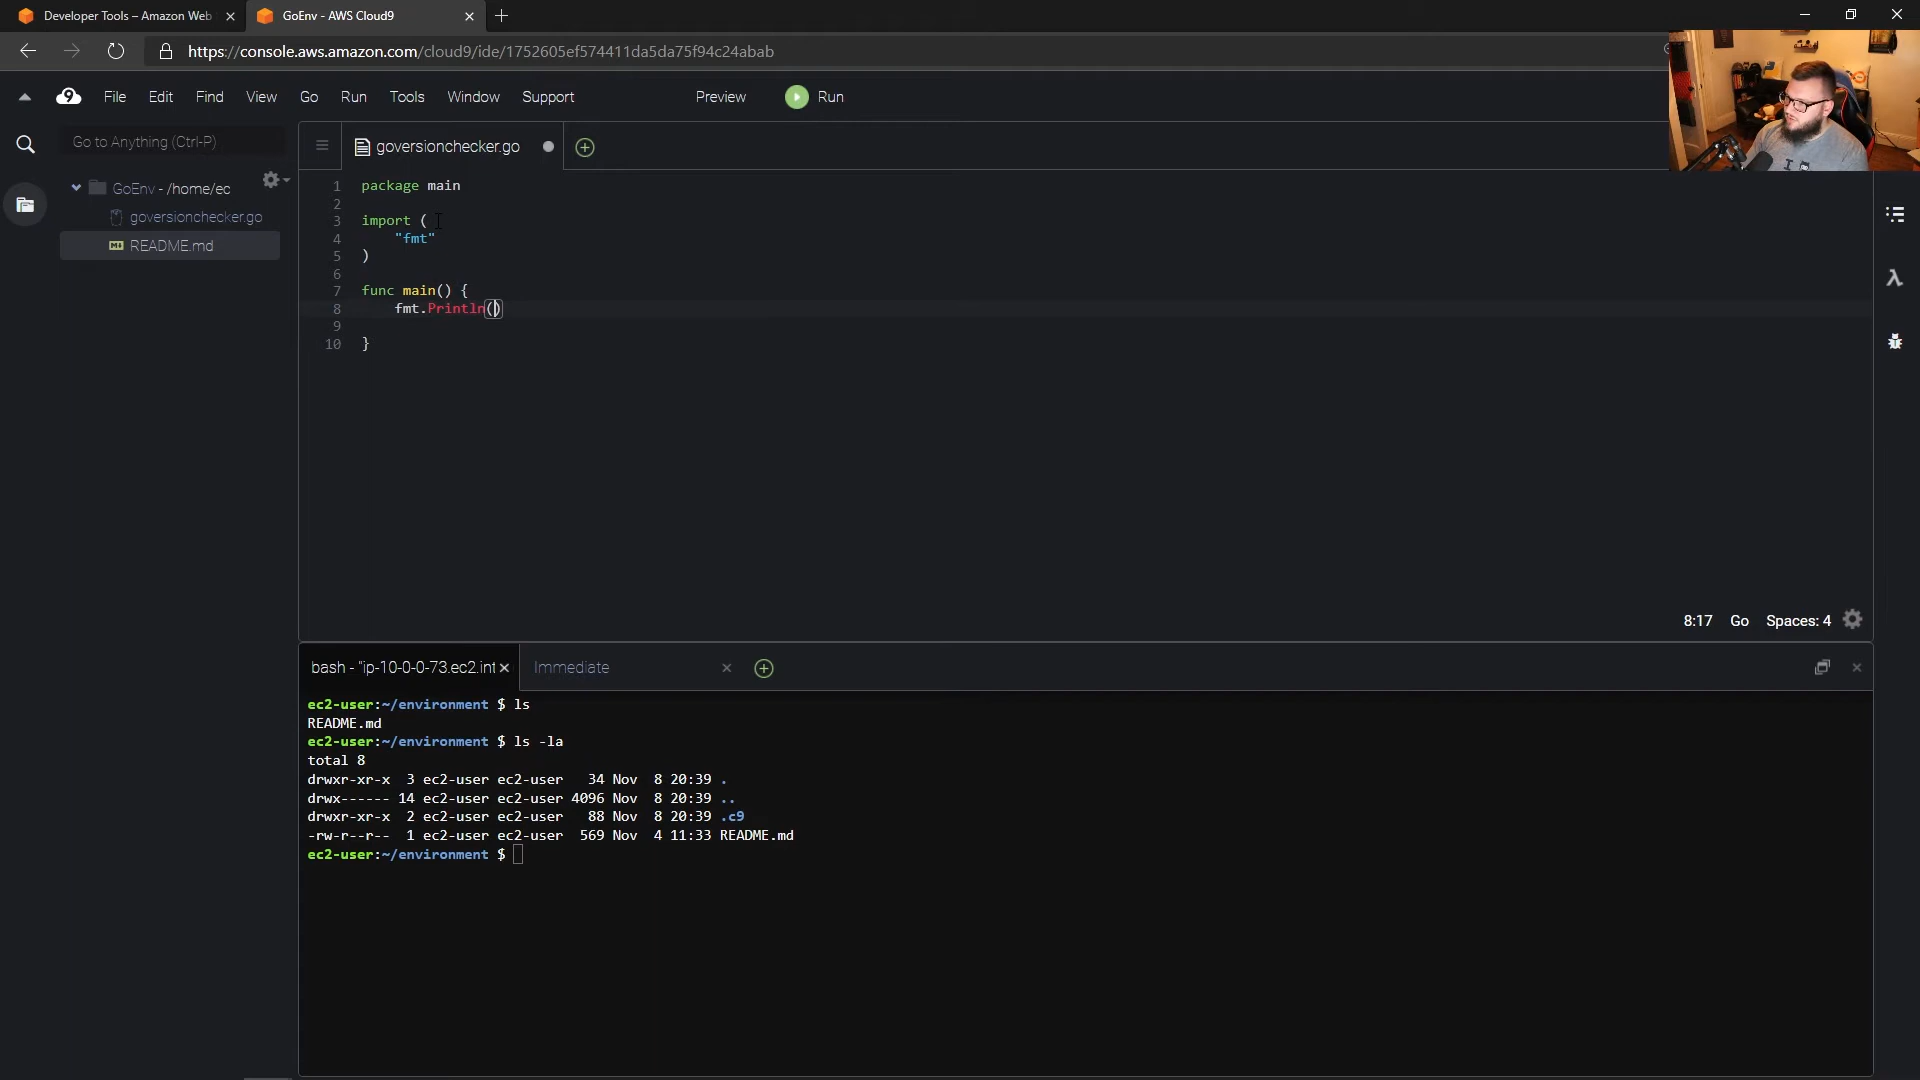 Developer Tools – Amazon Web
GoEnv - AWS Cloud9
https://console.aws.amazon.com/cloud9/ide/1752605ef574411da5da75f94c24abab
9 File Edit Find View Go Run Tools Window Support Preview Run
Go to Anything (Ctrl-P)
goversionchecker.go
GoEnv - /home/ec
goversionchecker.go
README.md
1 package main
2
3 import (
4     "fmt"
5 )
6
7 func main() {
8     fmt.Println()
9
10 }
8:17 Go Spaces: 4
bash - "ip-10-0-0-73.ec2.int
Immediate
ec2-user:~/environment $ ls
README.md
ec2-user:~/environment $ ls -la
total 8
drwxr-xr-x  3 ec2-user ec2-user   34 Nov  8 20:39 .
drwx------ 14 ec2-user ec2-user 4096 Nov  8 20:39 ..
drwxr-xr-x  2 ec2-user ec2-user   88 Nov  8 20:39 .c9
-rw-r--r--  1 ec2-user ec2-user  569 Nov  4 11:33 README.md
ec2-user:~/environment $